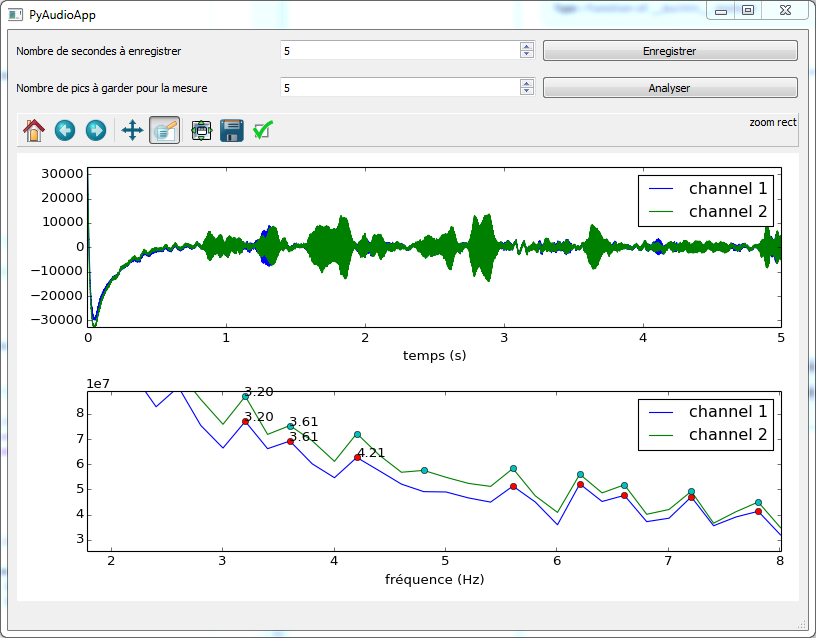 PyAudioApp
Nombre de secondes à enregistrer 5 Enregistrer
Nombre de pics à garder pour la mesure 5 Analyser
zoom rect
30000
20000
10000
0
−10000
−20000
−30000
channel 1
channel 2
0 1 2 3 4 5
temps (s)
1e7
8
7
6
5
4
3
3.20
3.20
3.61
3.61
4.21
channel 1
channel 2
2 3 4 5 6 7 8
fréquence (Hz)